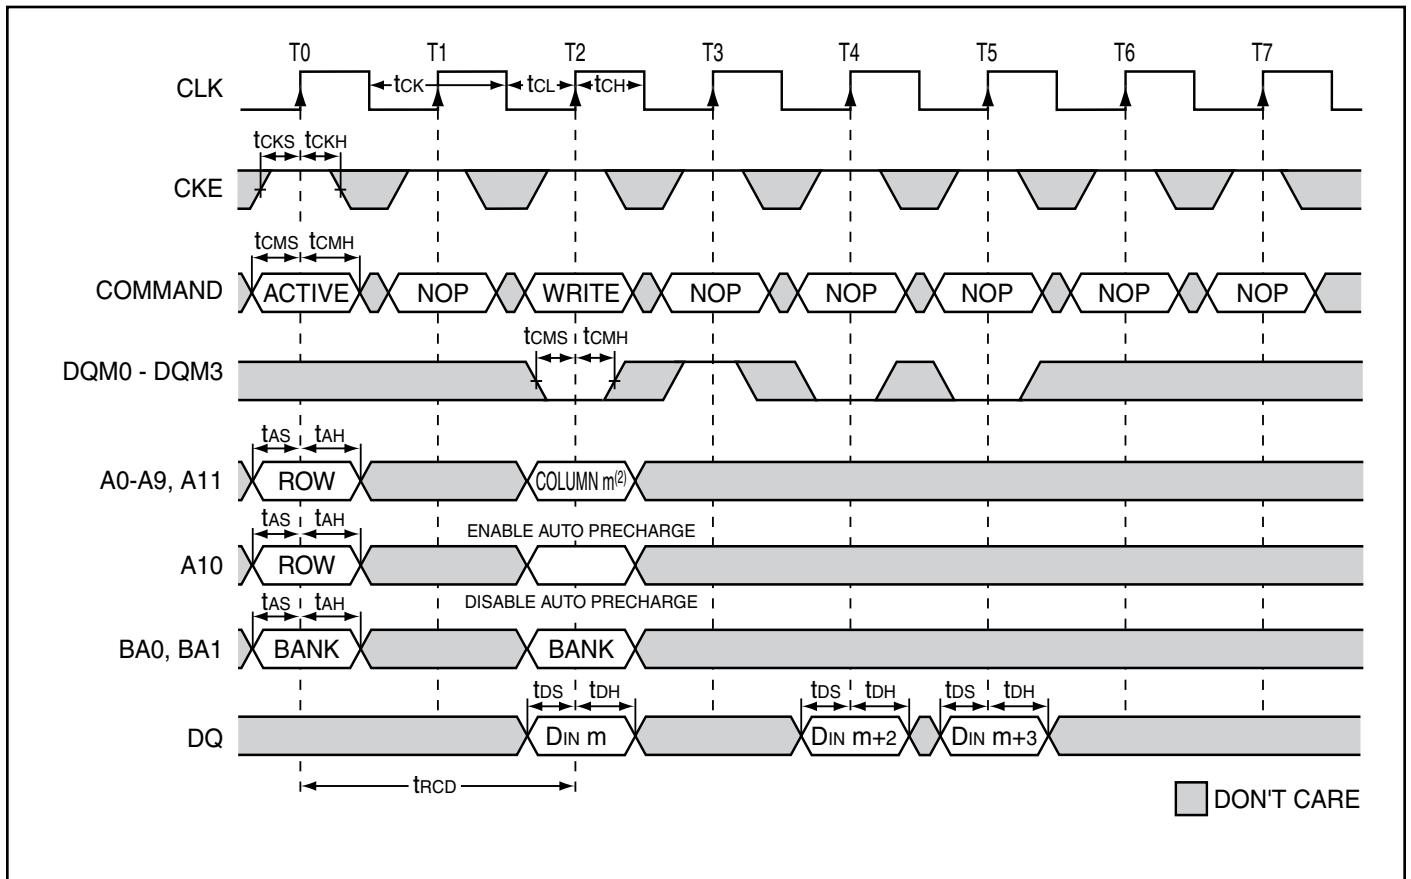 T0 T1 T2 T3 T4 T5 T6 T7
CLK tCK tCL tCH
tCKS tCKH
CKE
tCMS tCMH
COMMAND ACTIVE NOP WRITE NOP NOP NOP NOP NOP
tCMS tCMH
DQM0 - DQM3
tAS tAH
A0-A9, A11 ROW COLUMN m(2)
tAS tAH ENABLE AUTO PRECHARGE
A10 ROW
tAS tAH DISABLE AUTO PRECHARGE
BA0, BA1 BANK BANK
tDS tDH tDS tDH tDS tDH
DQ DIN m DIN m+2 DIN m+3
tRCD
DON'T CARE